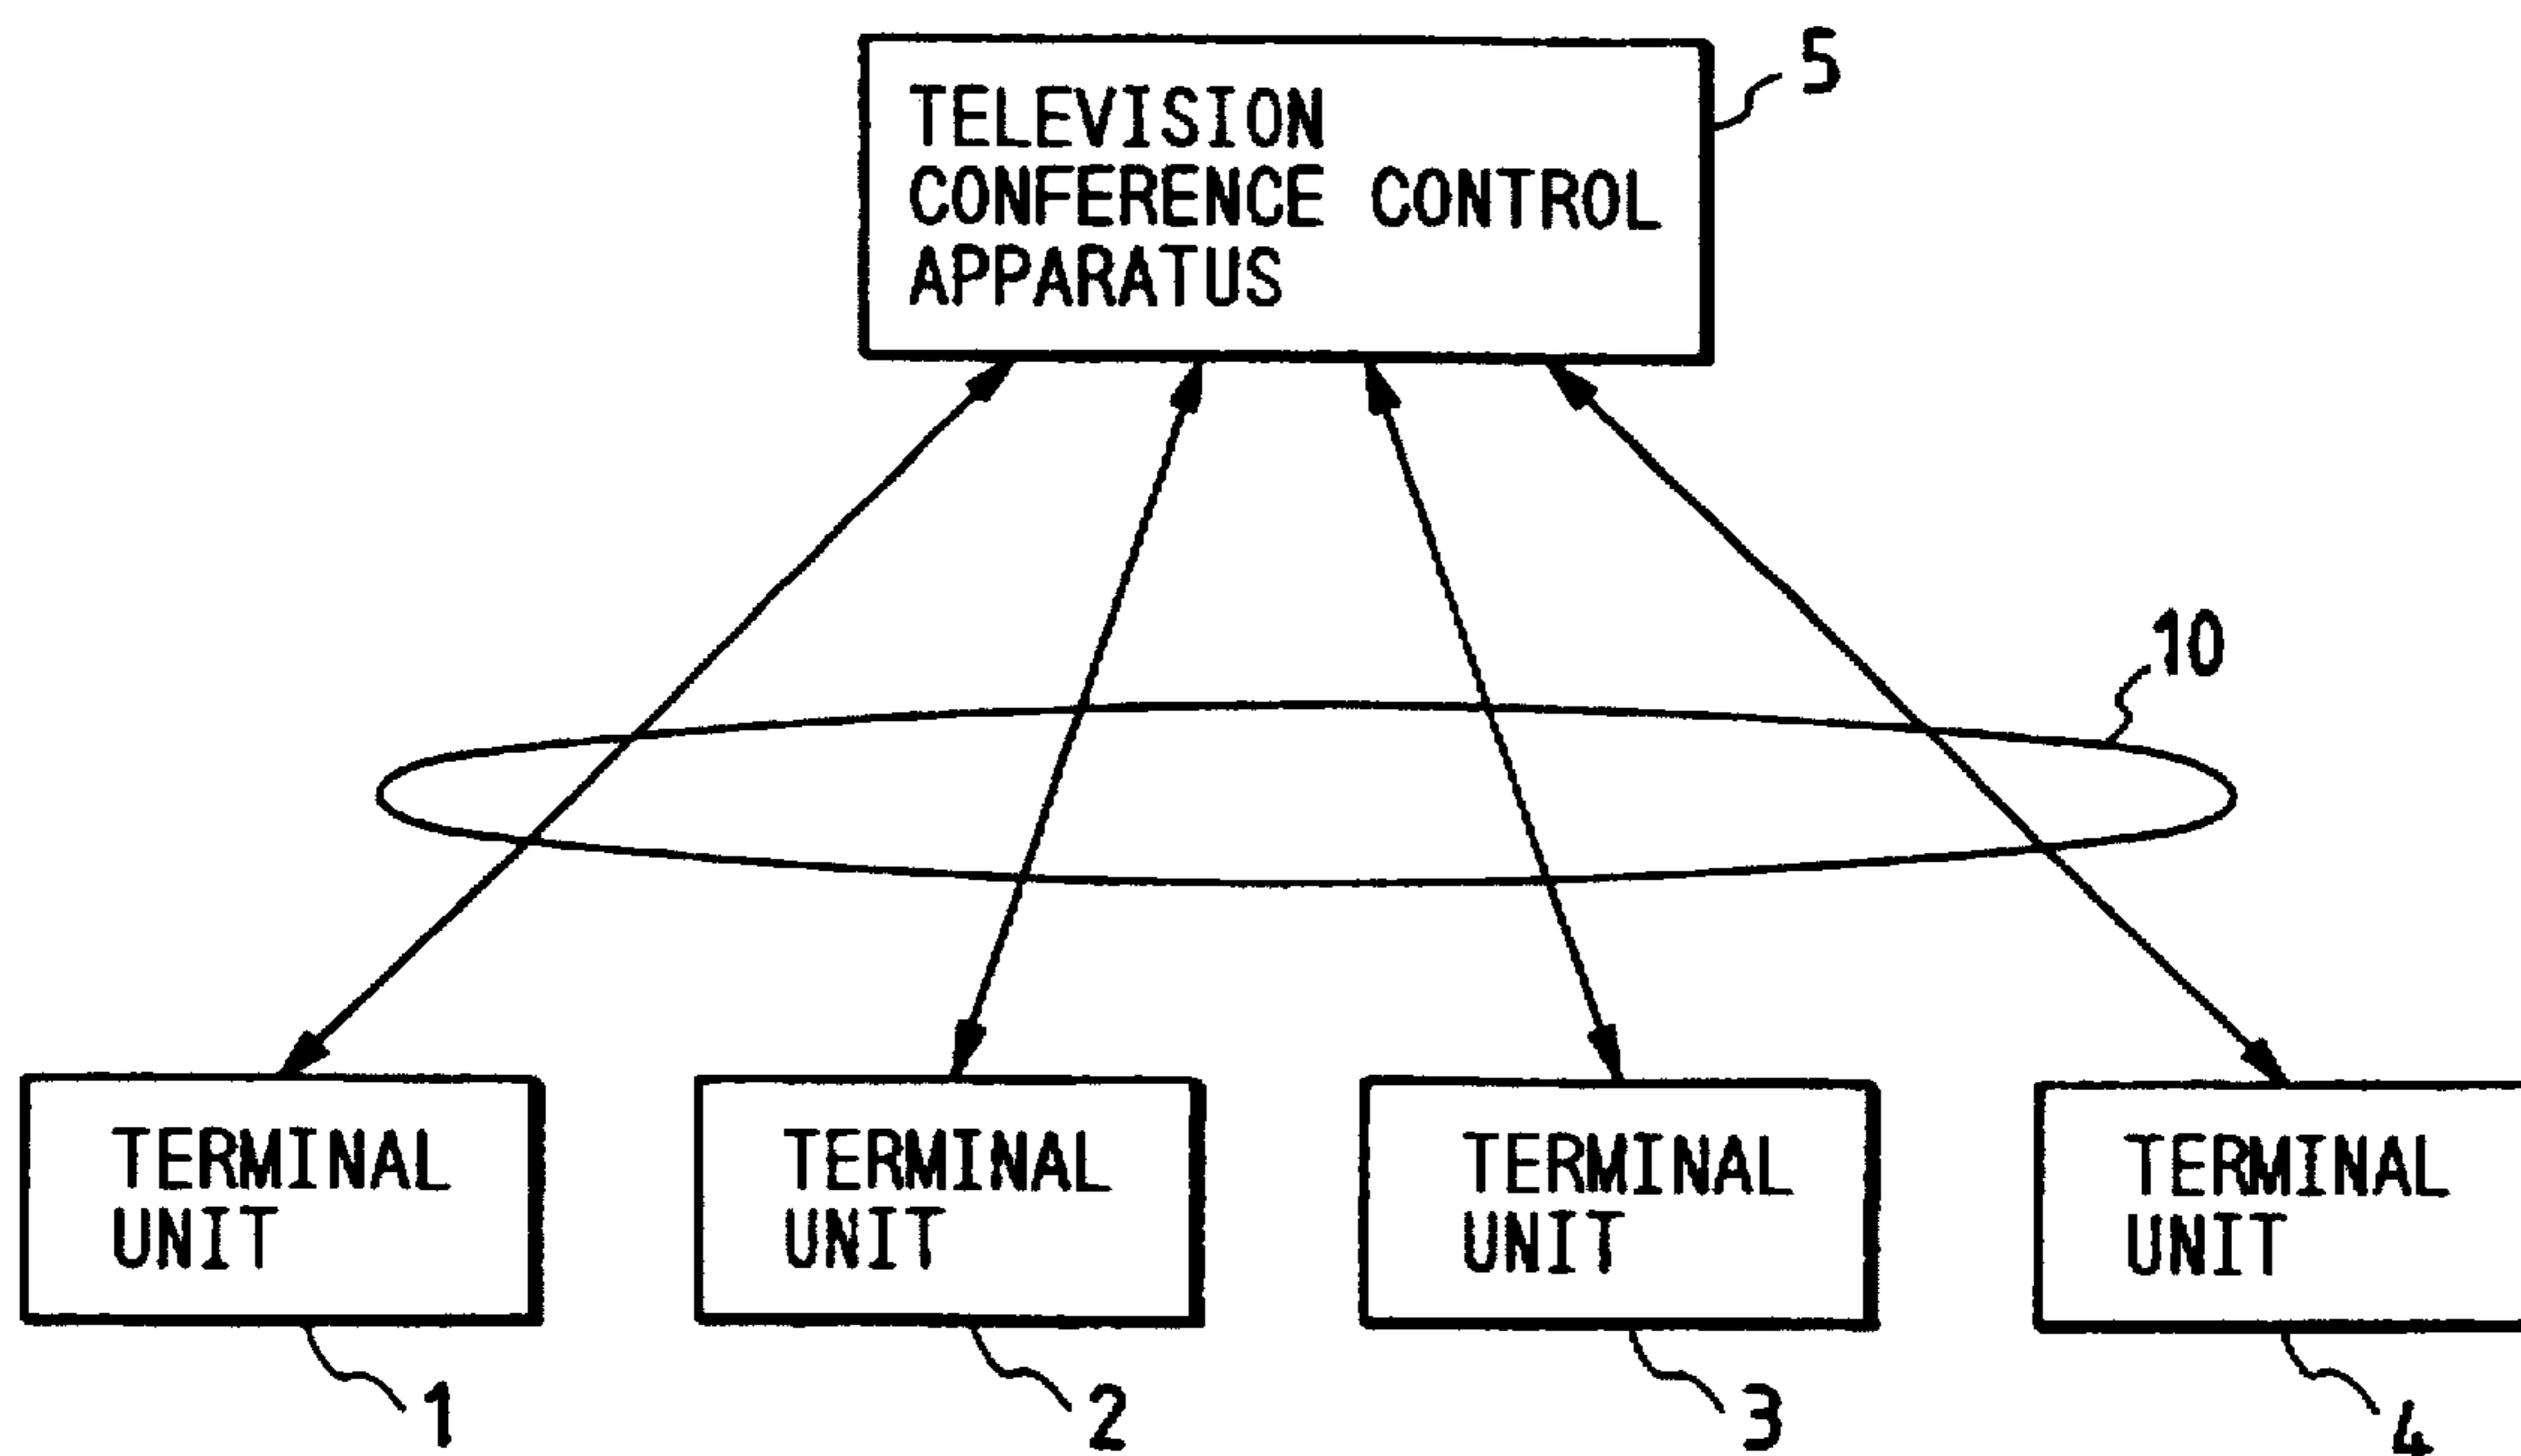 TELEVISION
CONFERENCE CONTROL
APPARATUS
5
10
TERMINAL
UNIT
1
TERMINAL
UNIT
2
TERMINAL
UNIT
3
TERMINAL
UNIT
4